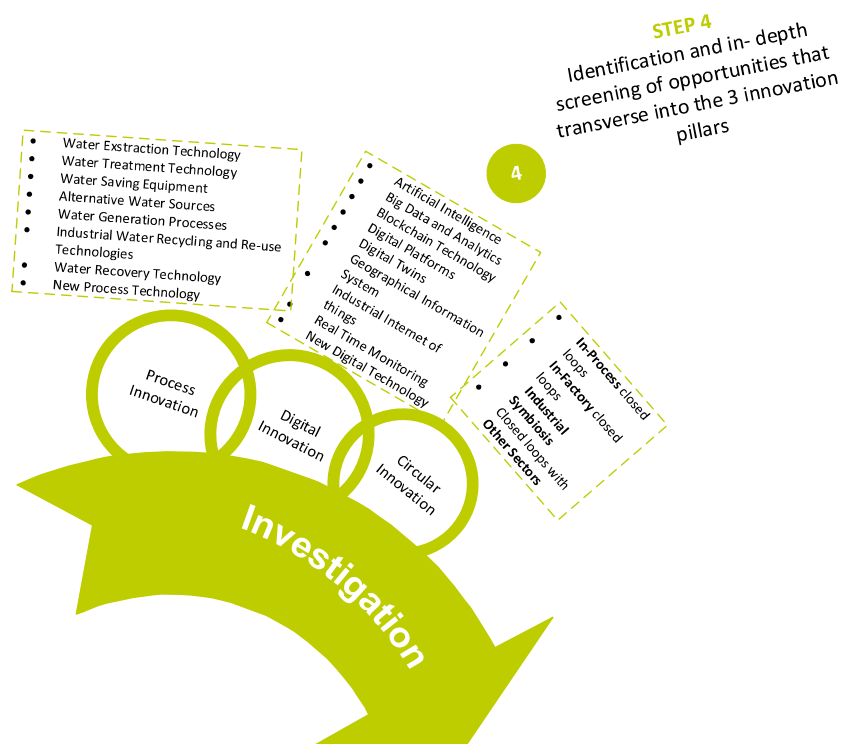 STEP 4
Identification and in- depth
screening of opportunities that
transverse into the 3 innovation
pillars
4
• Water Exstraction Technology
• Water Treatment Technology
• Water Saving Equipment
• Alternative Water Sources
• Water Generation Processes
• Industrial Water Recycling and Re-use
Technologies
• Water Recovery Technology
• New Process Technology
• Artificial Intelligence
• Big Data and Analytics
• Blockchain Technology
• Digital Platforms
• Digital Twins
• Geographical Information
System
• Industrial Internet of
things
• Real Time Monitoring
• New Digital Technology
• In-Process closed
loops
• In-Factory closed
loops
• Industrial
Symbiosis
• Closed loops with
Other Sectors
Process
Innovation
Digital
Innovation
Circular
Innovation
Investigation